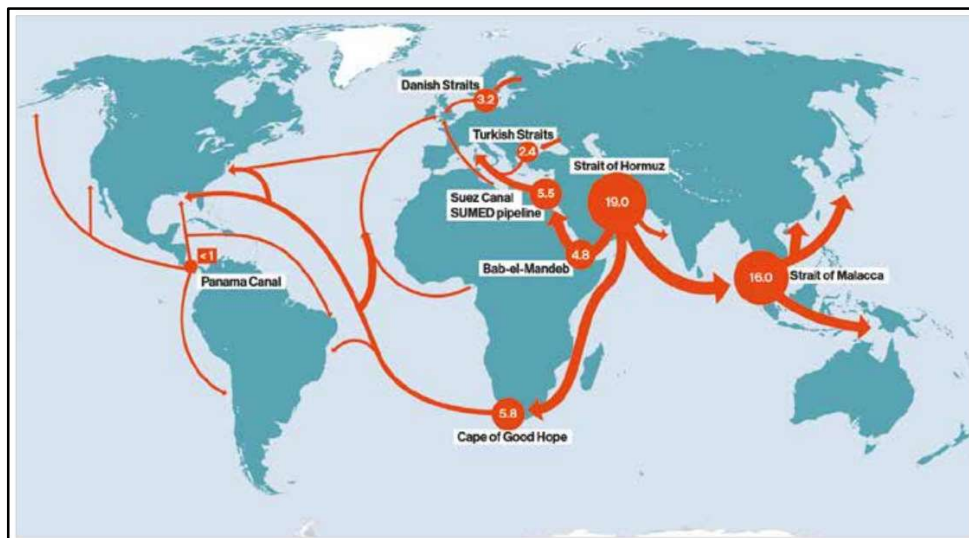 Danish Straits
3.2
Turkish Straits
2.4
Strait of Hormuz
19.0
Suez Canal
SUMED pipeline
5.5
4.8
Bab-el-Mandeb
<1
Panama Canal
16.0
Strait of Malacca
5.8
Cape of Good Hope